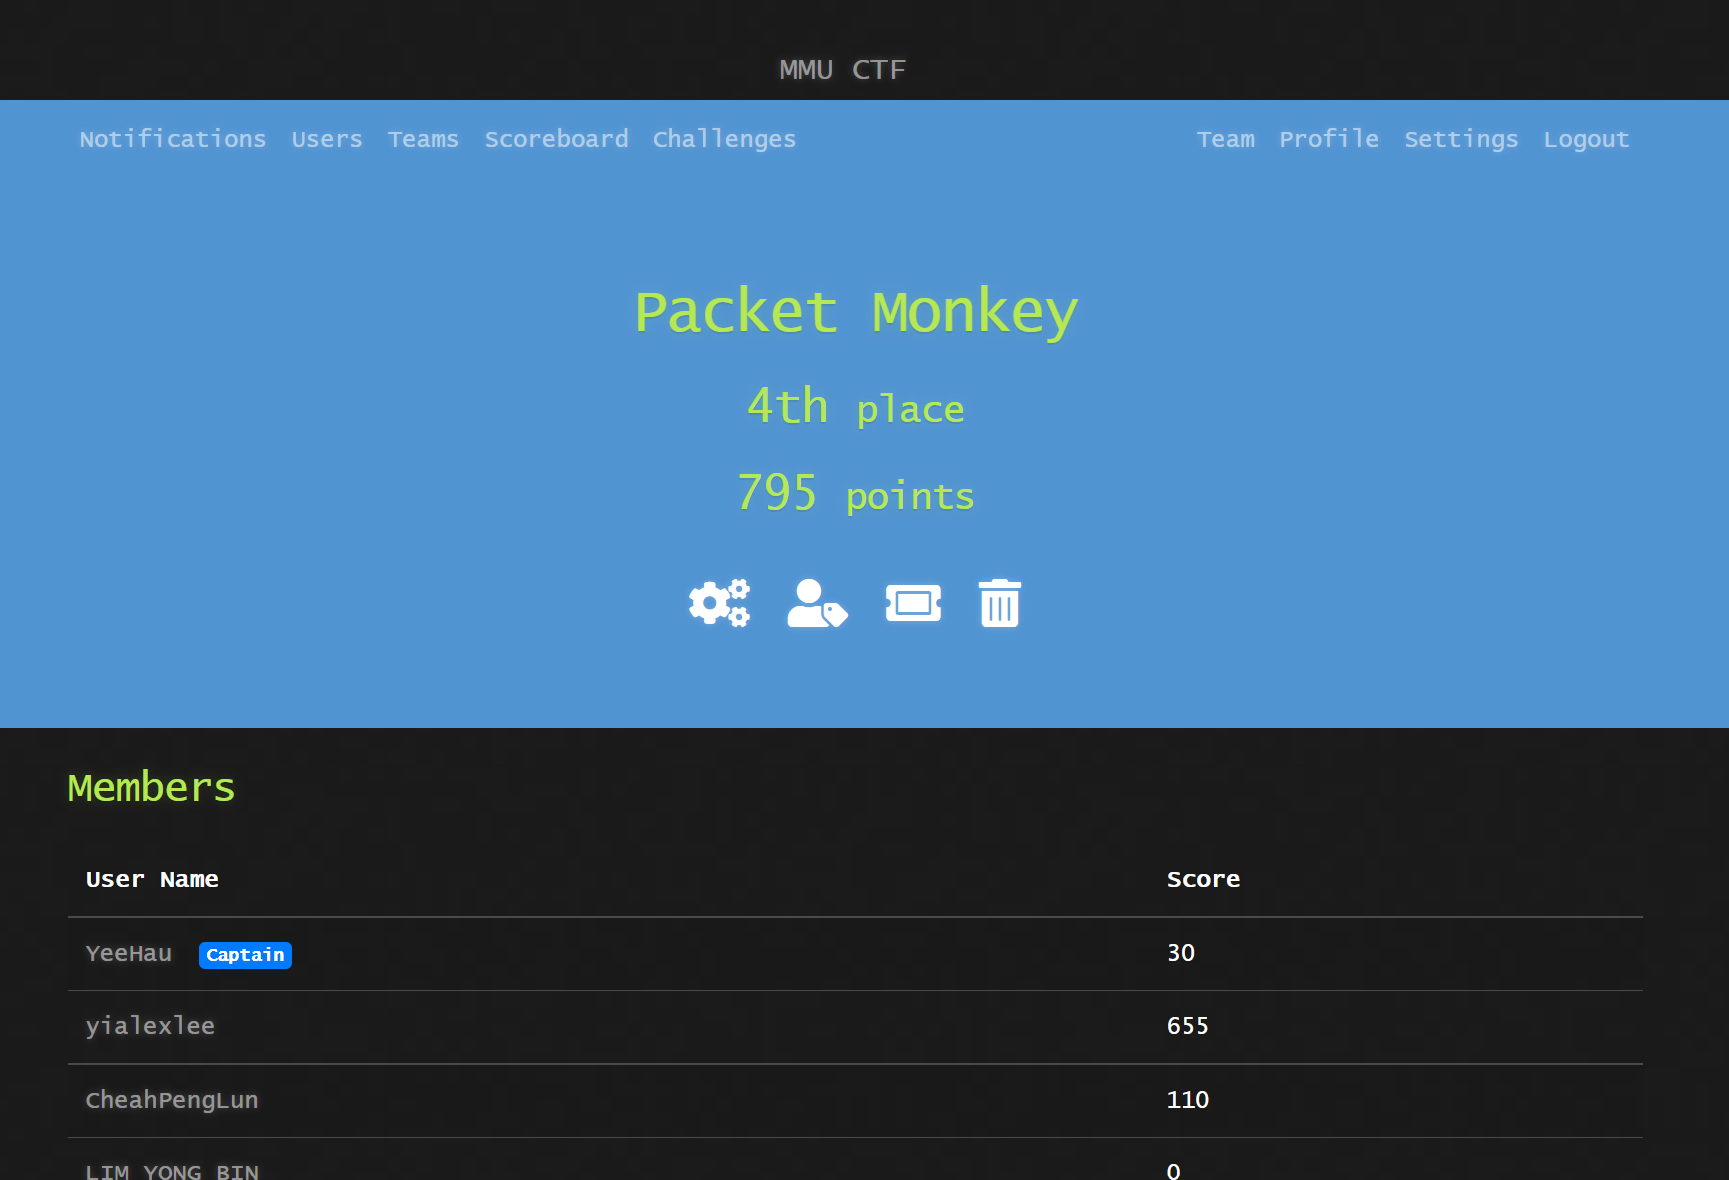 MMU CTF
Notifications Users Teams Scoreboard Challenges Team Profile Settings Logout
Packet Monkey
4th place
795 points
Members
User Name Score
YeeHau Captain 30
yialexlee 655
CheahPengLun 110
LIM YONG BIN 0